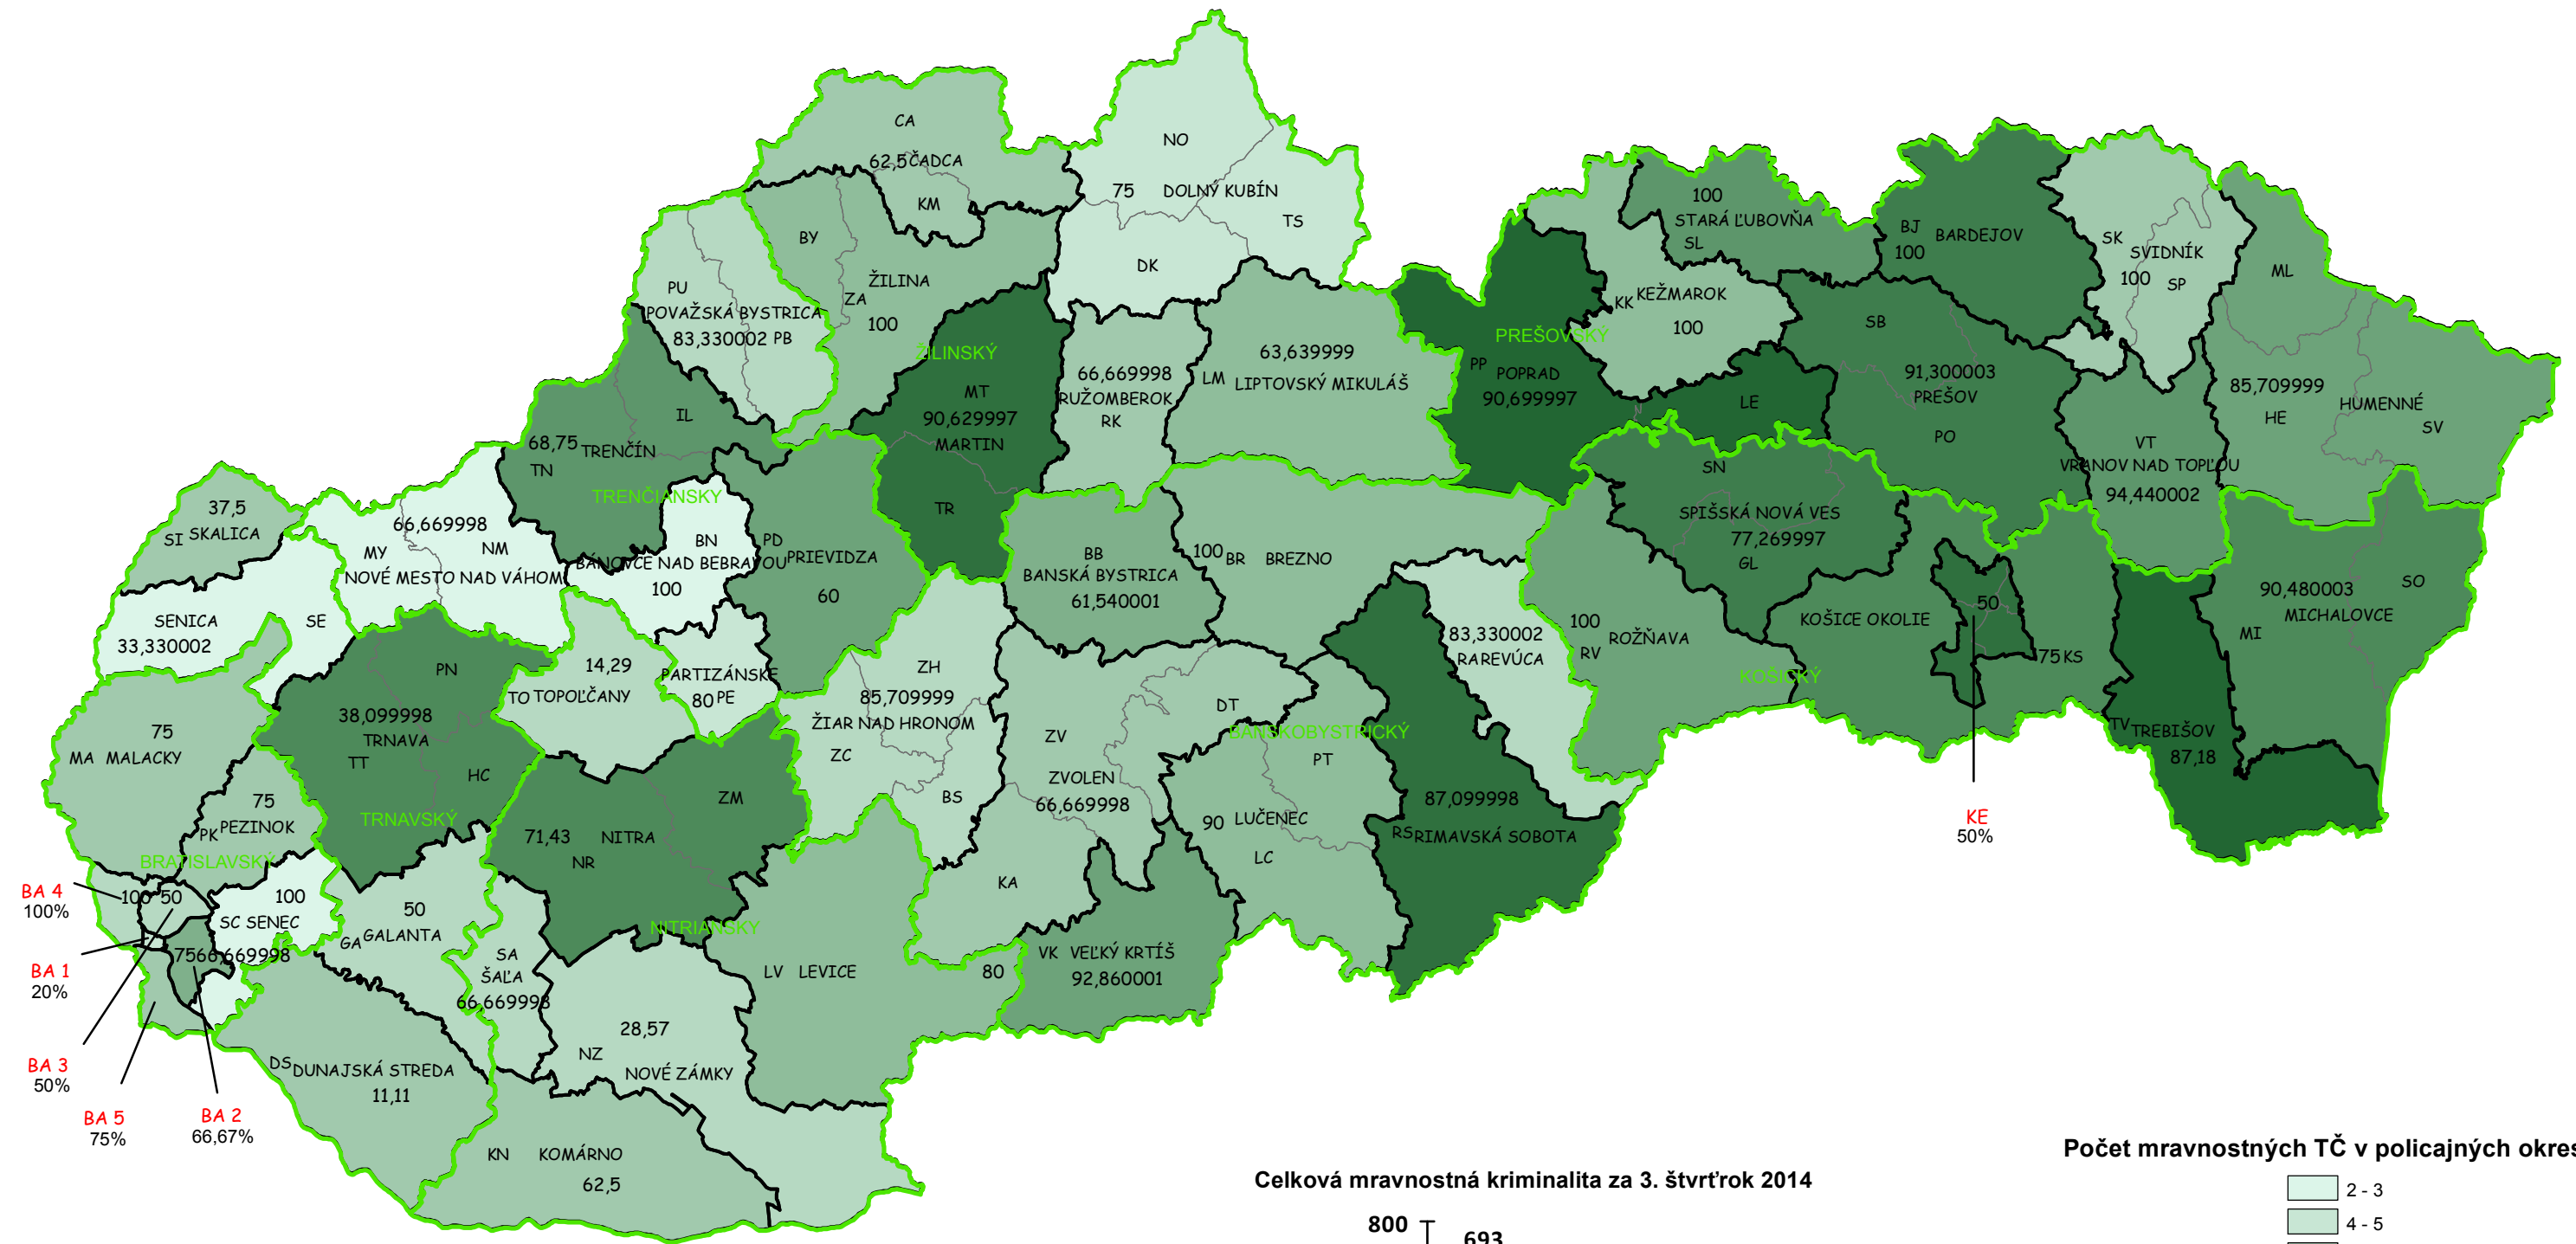 CA
62,5 ČADCA
KM
NO
75 DOLNÝ KUBÍN
TS
DK
BY
ŽILINA
ZA
100
ŽILINSKÝ
PU
POVAŽSKÁ BYSTRICA
83,330002 PB
MT
90,629997
MARTIN
TR
66,669998
RUŽOMBEROK
RK
63,639999
LM LIPTOVSKÝ MIKULÁŠ
PREŠOVSKÝ
PP POPRAD
90,699997
LE
KK KEŽMAROK
100
100
STARÁ ĽUBOVŇA
SL
BJ BARDEJOV
100
SK
SVIDNÍK
100 SP
ML
SB
91,300003
PREŠOV
PO
85,709999
HUMENNÉ
HE
SV
VT
VRANOV NAD TOPĽOU
94,440002
IL
68,75 TRENČÍN
TN
TRENČIANSKY
37,5
SI SKALICA
66,669998
MY NM
NOVÉ MESTO NAD VÁHOM
BN
BÁNOVCE NAD BEBRAVOU
100
PD PRIEVIDZA
60
SENICA SE
33,330002
BB
BANSKÁ BYSTRICA
61,540001
100 BR BREZNO
SN
SPIŠSKÁ NOVÁ VES
77,269997
GL
83,330002
RA REVÚCA
100 ROŽŇAVA
RV
KOŠICKÝ
KOŠICE OKOLIE
50
75 KS
90,480003
MICHALOVCE
MI
SO
TV TREBIŠOV
87,18
KE
50%
PN
38,099998
TRNAVA
TT
HC
TRNAVSKÝ
14,29
TO TOPOĽČANY
PARTIZÁNSKE
80 PE
ZH
85,709999
ŽIAR NAD HRONOM
ZC
BS
DT
ZV
ZVOLEN
66,669998
KA
BANSKOBYSTRICKÝ
PT
90 LUČENEC
LC
87,099998
RS RIMAVSKÁ SOBOTA
75
MA MALACKY
75
PK PEZINOK
BRATISLAVSKÝ
BA 4
100%
100 50
100
SC SENEC
75 66,669998
BA 1
20%
BA 3
50%
BA 5
75%
BA 2
66,67%
50
GA GALANTA
71,43 NITRA
NR
ZM
NITRIANSKY
SA
ŠAĽA
66,669998
LV LEVICE
80
VK VEĽKÝ KRTÍŠ
92,860001
28,57
NZ
NOVÉ ZÁMKY
DS DUNAJSKÁ STREDA
11,11
KN KOMÁRNO
62,5
Celková mravnostná kriminalita za 3. štvrťrok 2014
800
693
Počet mravnostných TČ v policajných okres
2 - 3
4 - 5